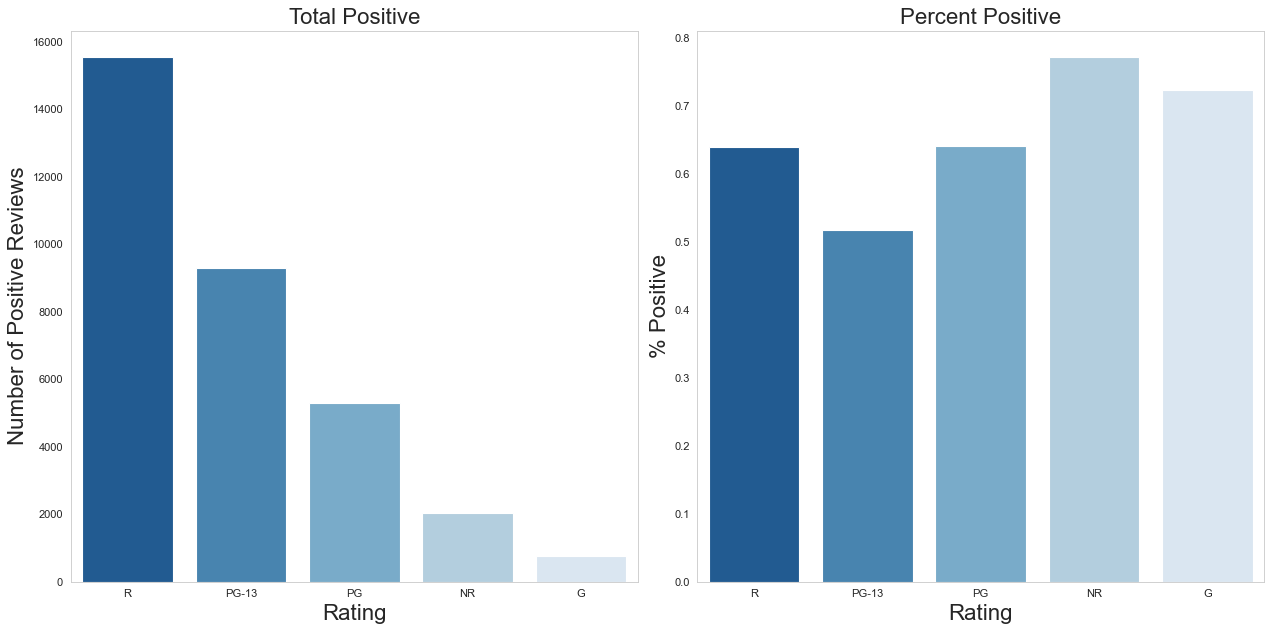 Total Positive
Number of Positive Reviews
16000
14000
12000
10000
8000
6000
4000
2000
0
R PG-13 PG NR G
Rating
Percent Positive
% Positive
0.8
0.7
0.6
0.5
0.4
0.3
0.2
0.1
0.0
R PG-13 PG NR G
Rating